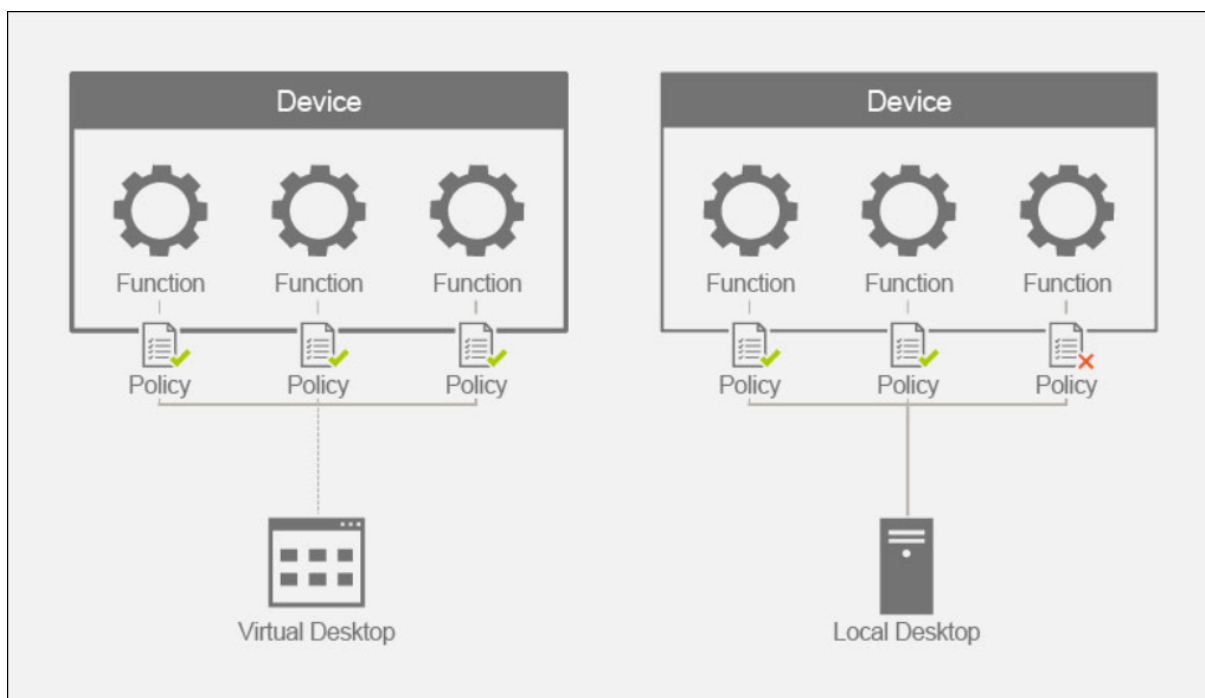 Device
Device
Function
Function
Function
Function
Function
Function
Policy
Policy
Policy
Policy
Policy
Policy
Virtual Desktop
Local Desktop